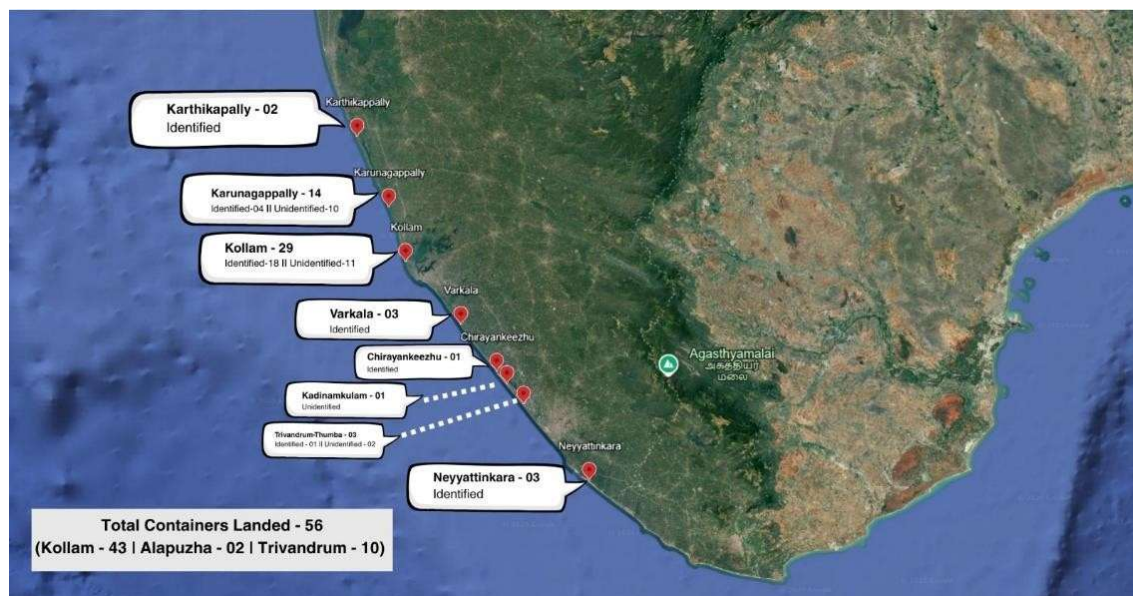 Karthikappally
Karthikapally - 02
Identified
Karunagappally
Karunagappally - 14
Identified-04 II Unidentified-10
Kollam
Kollam - 29
Identified-18 II Unidentified-11
Varkala
Varkala - 03
Identified
Chirayankeezhu
Chirayankeezhu - 01
Identified
Agasthyamalai
அகத்தியர்
மலை
Kadinamkulam - 01
Unidentified
Trivandrum-Thumba - 03
Identified - 01 II Unidentified - 02
Neyyattinkara
Neyyattinkara - 03
Identified
Total Containers Landed - 56
(Kollam - 43 | Alapuzha - 02 | Trivandrum - 10)